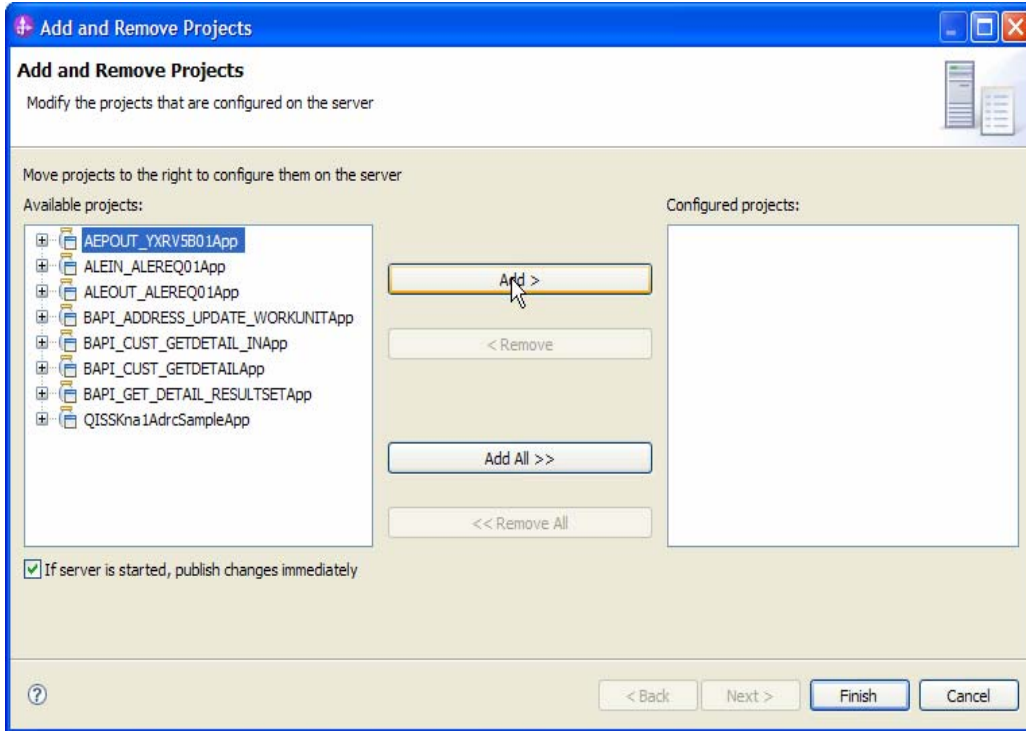 Add and Remove Projects
Add and Remove Projects
Modify the projects that are configured on the server
Move projects to the right to configure them on the server
Available projects:
Configured projects:
AEPOUT_YXRV5B01App
ALEIN_ALEREQ01App
ALEOUT_ALEREQ01App
BAPI_ADDRESS_UPDATE_WORKUNITApp
BAPI_CUST_GETDETAIL_INApp
BAPI_CUST_GETDETAILApp
BAPI_GET_DETAIL_RESULTSETApp
QISSKna1AdrcSampleApp
Add >
< Remove
Add All >>
<< Remove All
If server is started, publish changes immediately
?
< Back
Next >
Finish
Cancel